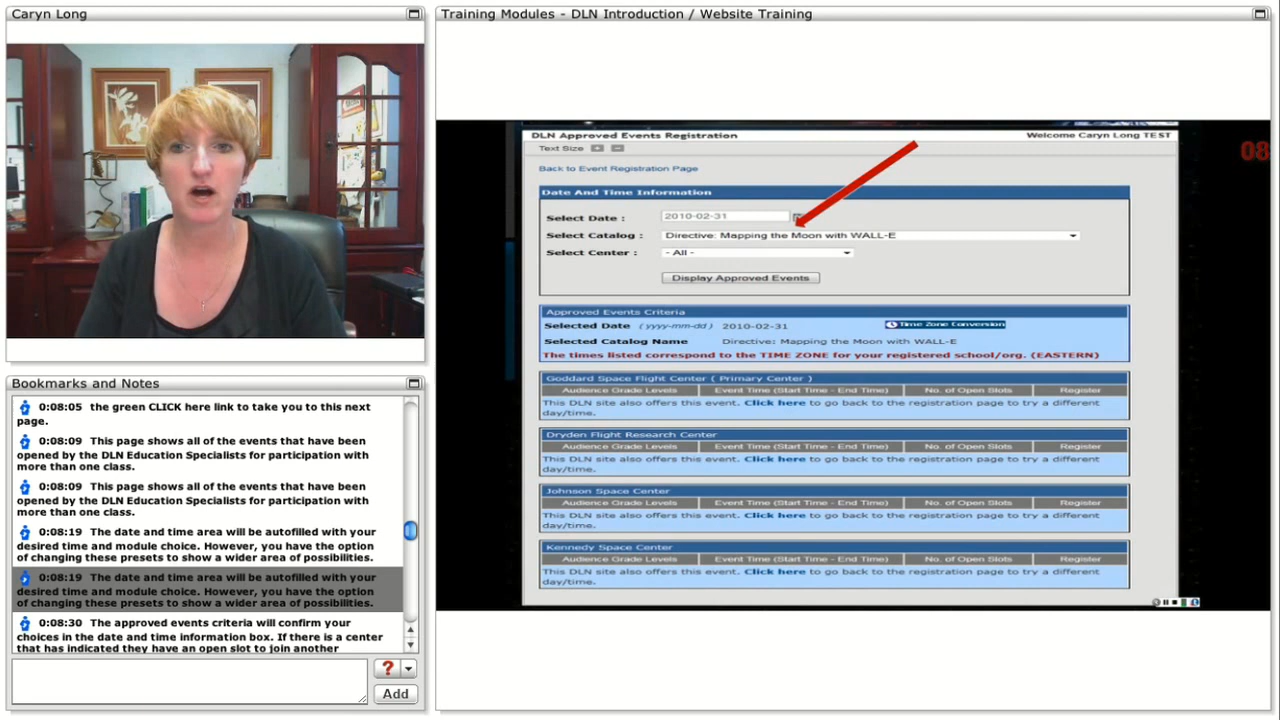 Caryn Long
Training Modules - DLN Introduction / Website Training
DLN Approved Events Registration
Welcome Caryn Long TEST
Text Size + -
Back to Event Registration Page
Date And Time Information
Select Date : 2010-02-31
Select Catalog : Directive: Mapping the Moon with WALL-E
Select Center : - All -
Display Approved Events
Approved Events Criteria
Selected Date (yyyy-mm-dd) 2010-02-31
Time Zone Conversion
Selected Catalog Name Directive: Mapping the Moon with WALL-E
The times listed correspond to the TIME ZONE for your registered school/org. (EASTERN)
Goddard Space Flight Center ( Primary Center )
Audience Grade Levels Event Time (Start Time - End Time) No. of Open Slots Register
This DLN site also offers this event. Click here to go back to the registration page to try a different
day/time.
Dryden Flight Research Center
Audience Grade Levels Event Time (Start Time - End Time) No. of Open Slots Register
This DLN site also offers this event. Click here to go back to the registration page to try a different
day/time.
Johnson Space Center
Audience Grade Levels Event Time (Start Time - End Time) No. of Open Slots Register
This DLN site also offers this event. Click here to go back to the registration page to try a different
day/time.
Kennedy Space Center
Audience Grade Levels Event Time (Start Time - End Time) No. of Open Slots Register
This DLN site also offers this event. Click here to go back to the registration page to try a different
day/time.
08
Bookmarks and Notes
0:08:05 the green CLICK here link to take you to this next
page.
0:08:09 This page shows all of the events that have been
opened by the DLN Education Specialists for participation with
more than one class.
0:08:09 This page shows all of the events that have been
opened by the DLN Education Specialists for participation with
more than one class.
0:08:19 The date and time area will be autofilled with your
desired time and module choice. However, you have the option
of changing these presets to show a wider area of possibilities.
0:08:19 The date and time area will be autofilled with your
desired time and module choice. However, you have the option
of changing these presets to show a wider area of possibilities.
0:08:30 The approved events criteria will confirm your
choices in the date and time information box. If there is a center
that has indicated they have an open slot to join another
?
Add